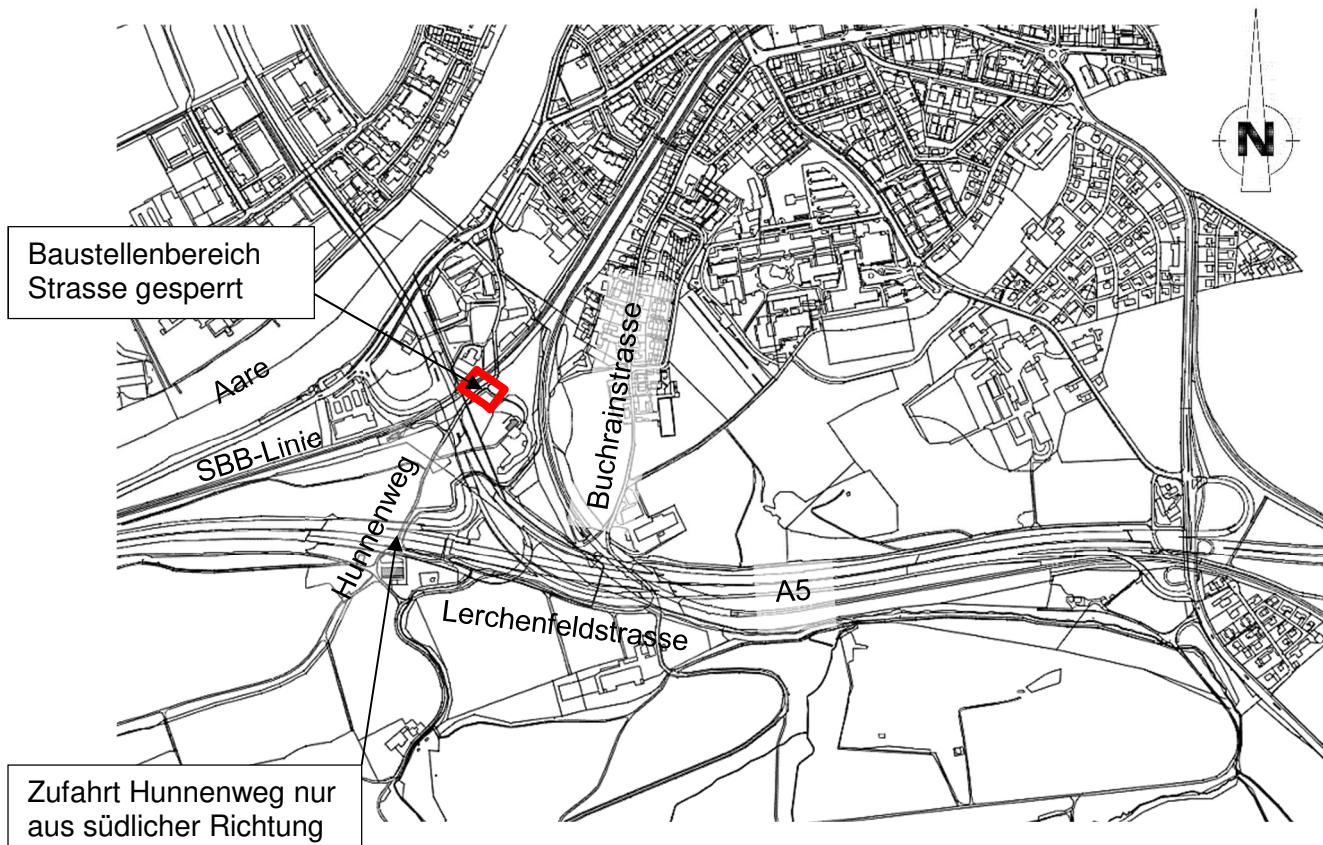 N
Baustellenbereich
Strasse gesperrt
Aare
SBB-Linie
Hunnenweg
Buchrainstrasse
A5
Lerchenfeldstrasse
Zufahrt Hunnenweg nur
aus südlicher Richtung